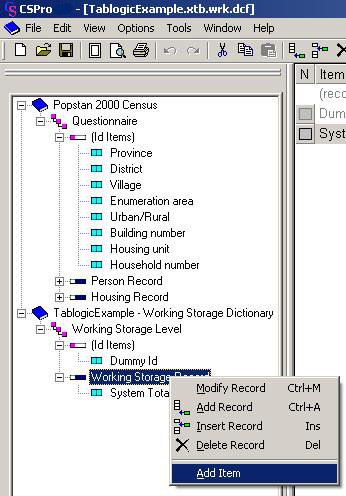 CSPro - [TablogicExample.xtb.wrk.dcf]
File Edit View Options Tools Window Help
N Item
Popstan 2000 Census
(reco
Questionnaire
Dum
(Id Items)
Syst
Province
District
Village
Enumeration area
Urban/Rural
Building number
Housing unit
Household number
Person Record
Housing Record
TablogicExample - Working Storage Dictionary
Working Storage Level
(Id Items)
Dummy Id
Working Storage Record
System Tota
Modify Record Ctrl+M
Add Record Ctrl+A
Insert Record Ins
Delete Record Del
Add Item